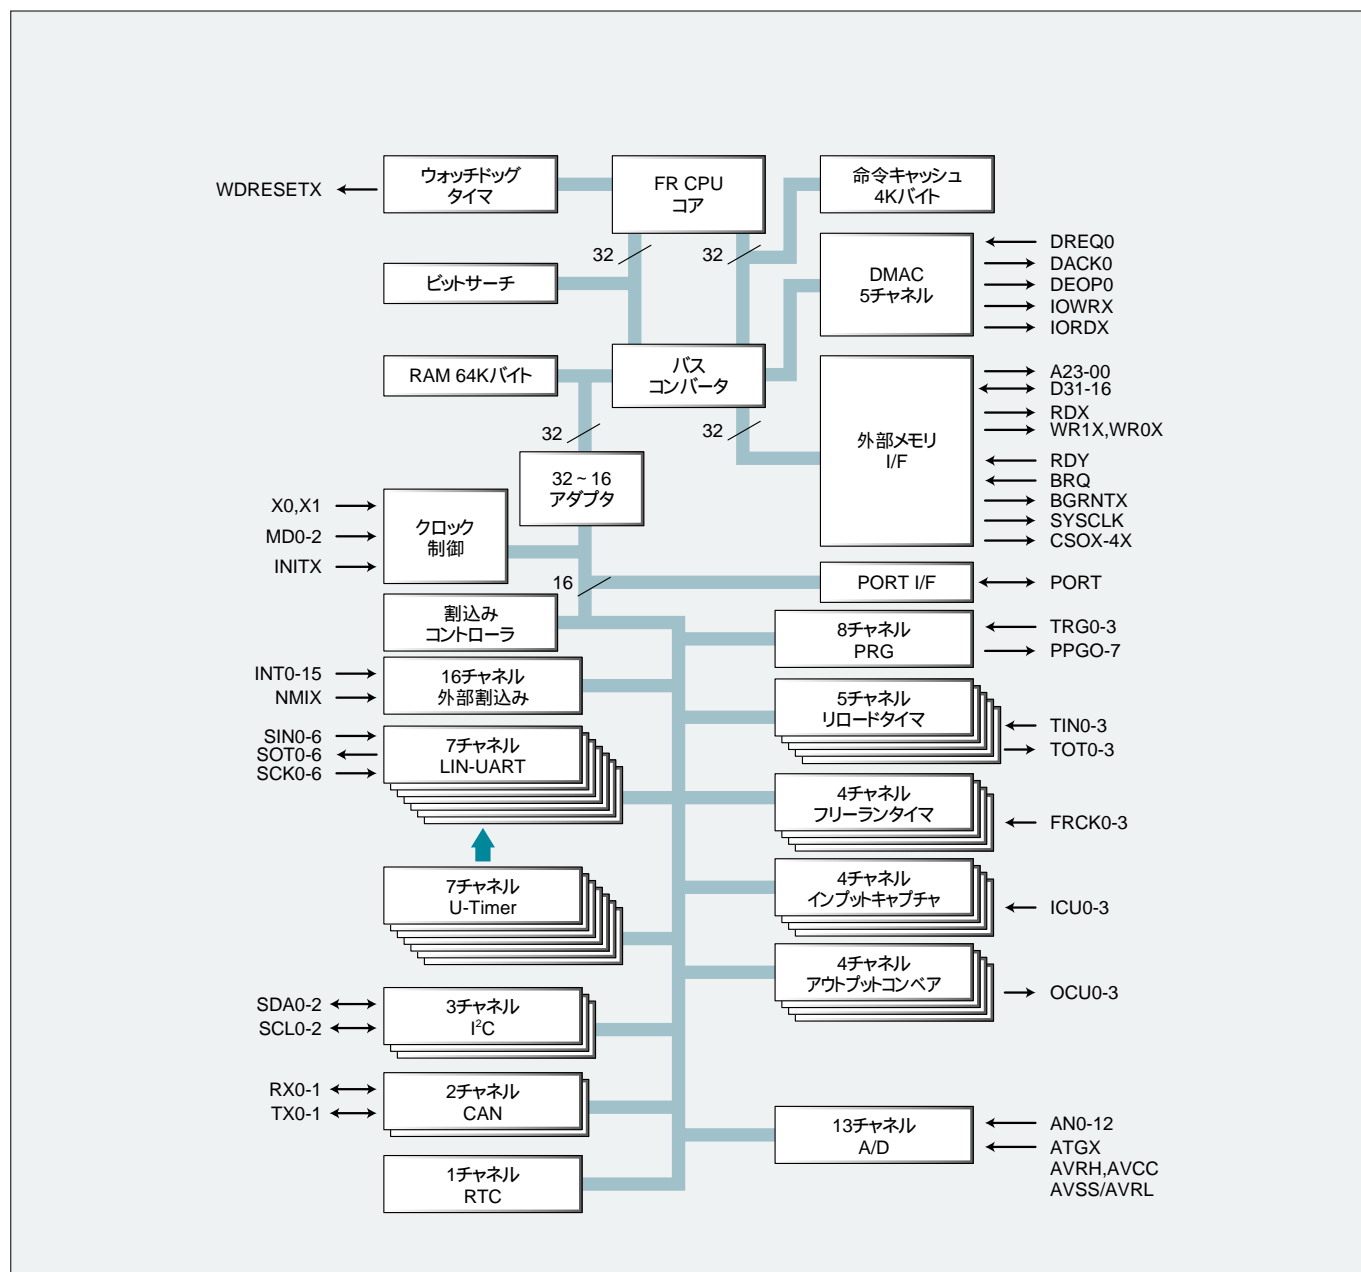 WDRESETX
ウォッチドッグ
タイマ
FR CPU
コア
命令キャッシュ
4Kバイト
32
32
ビットサーチ
DMAC
5チャネル
DREQ0
DACK0
DEOP0
IOWRX
IORDX
RAM 64Kバイト
バス
コンバータ
32
32
外部メモリ
I/F
A23-00
D31-16
RDX
WR1X,WR0X
RDY
BRQ
BGRNTX
SYSCLK
CSOX-4X
32~16
アダプタ
X0,X1
MD0-2
INITX
クロック
制御
16
PORT I/F
PORT
割込み
コントローラ
8チャネル
PRG
TRG0-3
PPGO-7
INT0-15
NMIX
16チャネル
外部割込み
5チャネル
リロードタイマ
TIN0-3
TOT0-3
SIN0-6
SOT0-6
SCK0-6
7チャネル
LIN-UART
4チャネル
フリーランタイマ
FRCK0-3
7チャネル
U-Timer
4チャネル
インプットキャプチャ
ICU0-3
4チャネル
アウトプットコンペア
OCU0-3
SDA0-2
SCL0-2
3チャネル
I²C
RX0-1
TX0-1
2チャネル
CAN
13チャネル
A/D
AN0-12
ATGX
AVRH,AVCC
AVSS/AVRL
1チャネル
RTC